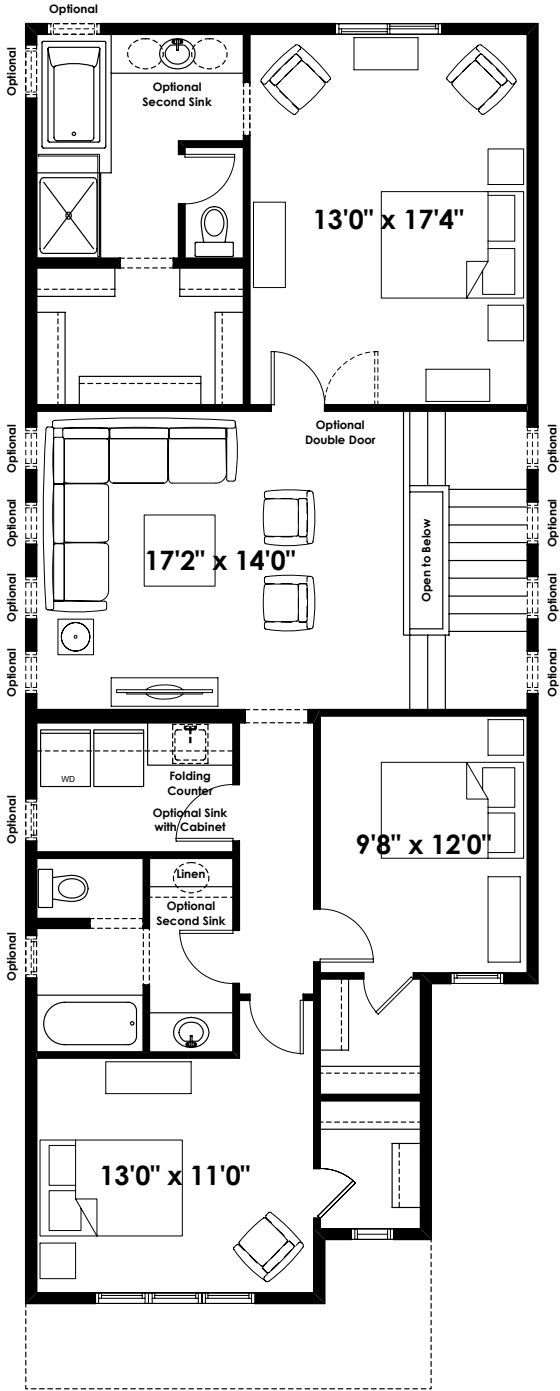 Optional
Optional
Optional
Second Sink
13'0" x 17'4"
Optional
Double Door
Optional
Optional
Optional
Optional
17'2" x 14'0"
Open to Below
Optional
Optional
Optional
Optional
WD
Folding
Counter
Optional Sink
with Cabinet
Optional
9'8" x 12'0"
Linen
Optional
Second Sink
Optional
13'0" x 11'0"